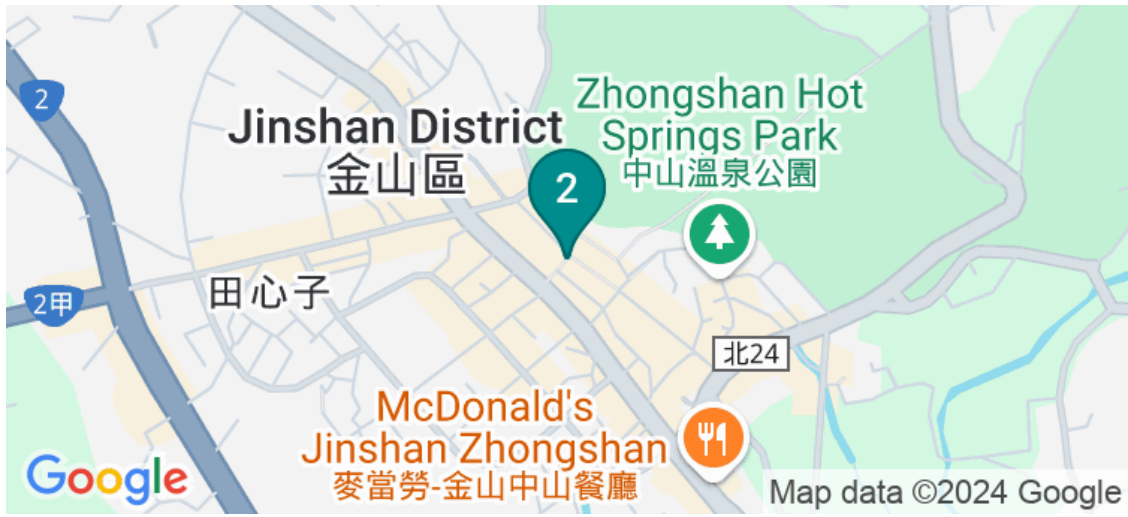 2
Jinshan District
金山區
Zhongshan Hot
Springs Park
中山溫泉公園
2
2甲
田心子
北24
McDonald's
Jinshan Zhongshan
麥當勞-金山中山餐廳
Google
Map data ©2024 Google